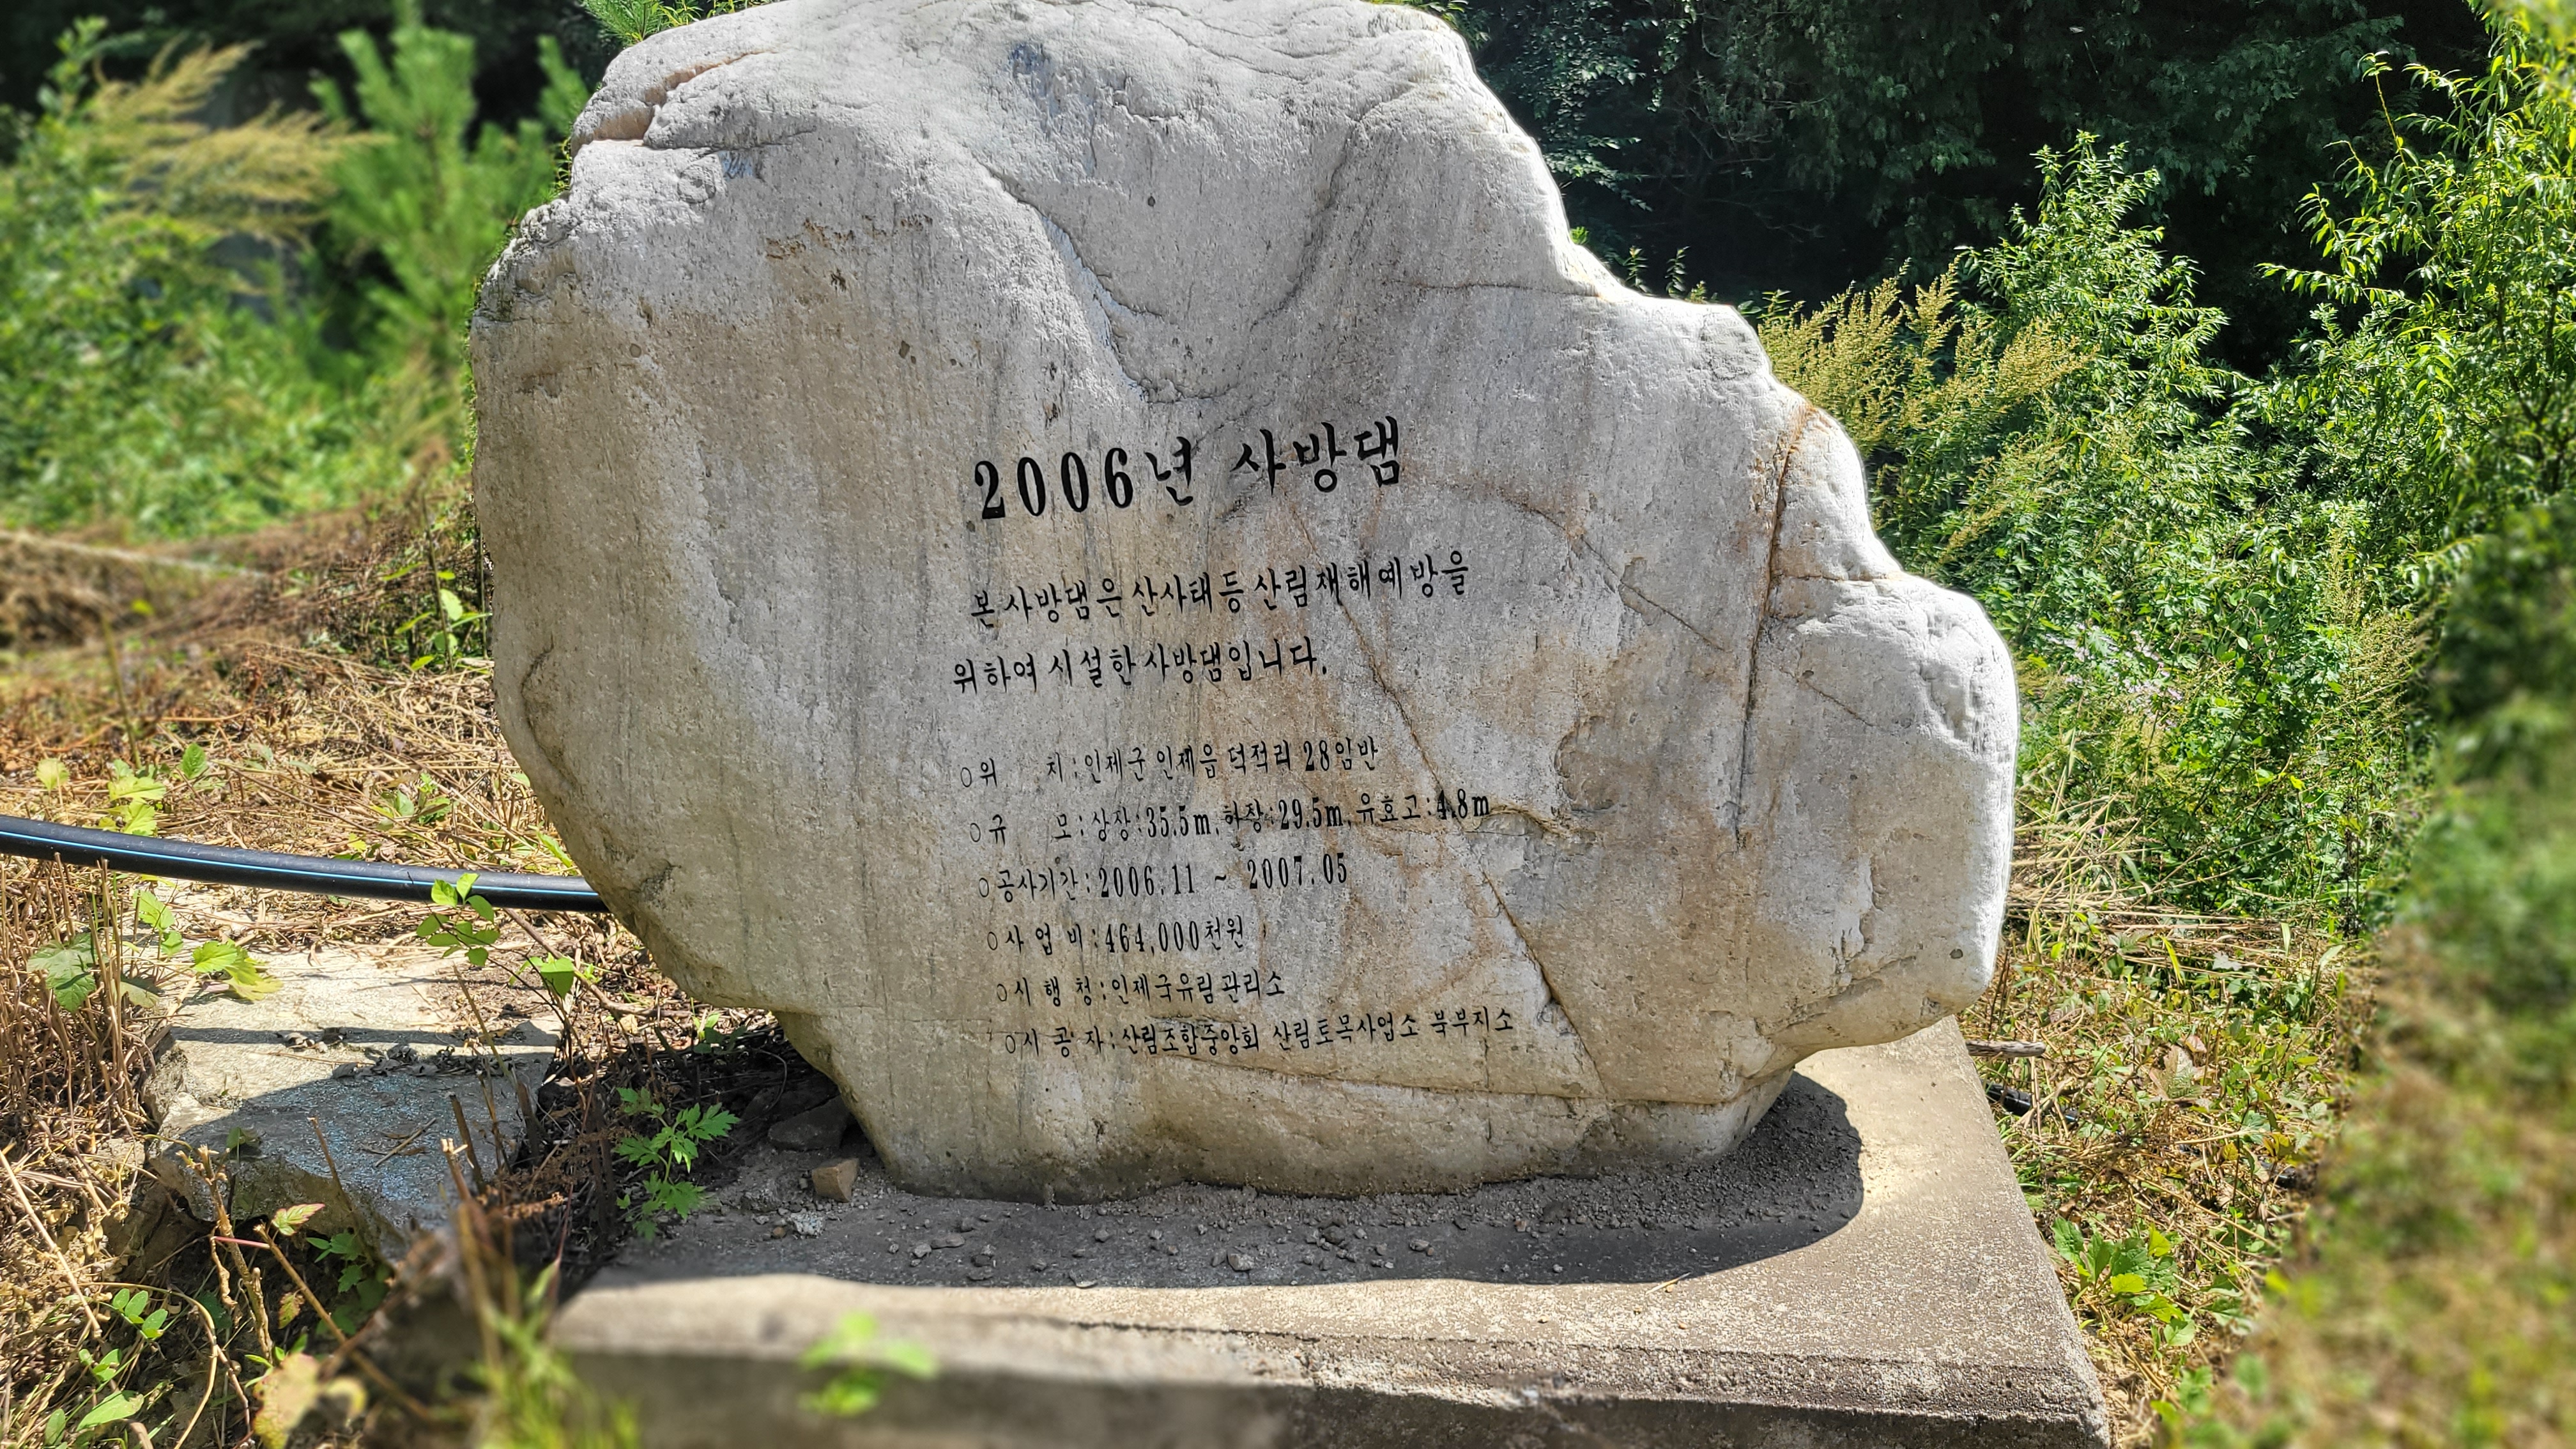 2006년 사방댐
본 사방댐은 산사태등 산림재해예방을
위하여 시설한 사방댐입니다.
○위 치:인제군 인제읍 덕적리 28임반
○규 모:상장:35.5m, 하장:29.5m, 유효고:4.8m
○공사기간:2006.11 ~ 2007.05
○사 업 비:464,000천원
○시 행 청:인제국유림관리소
○시 공 자:산림조합중앙회 산림토목사업소 북부지소